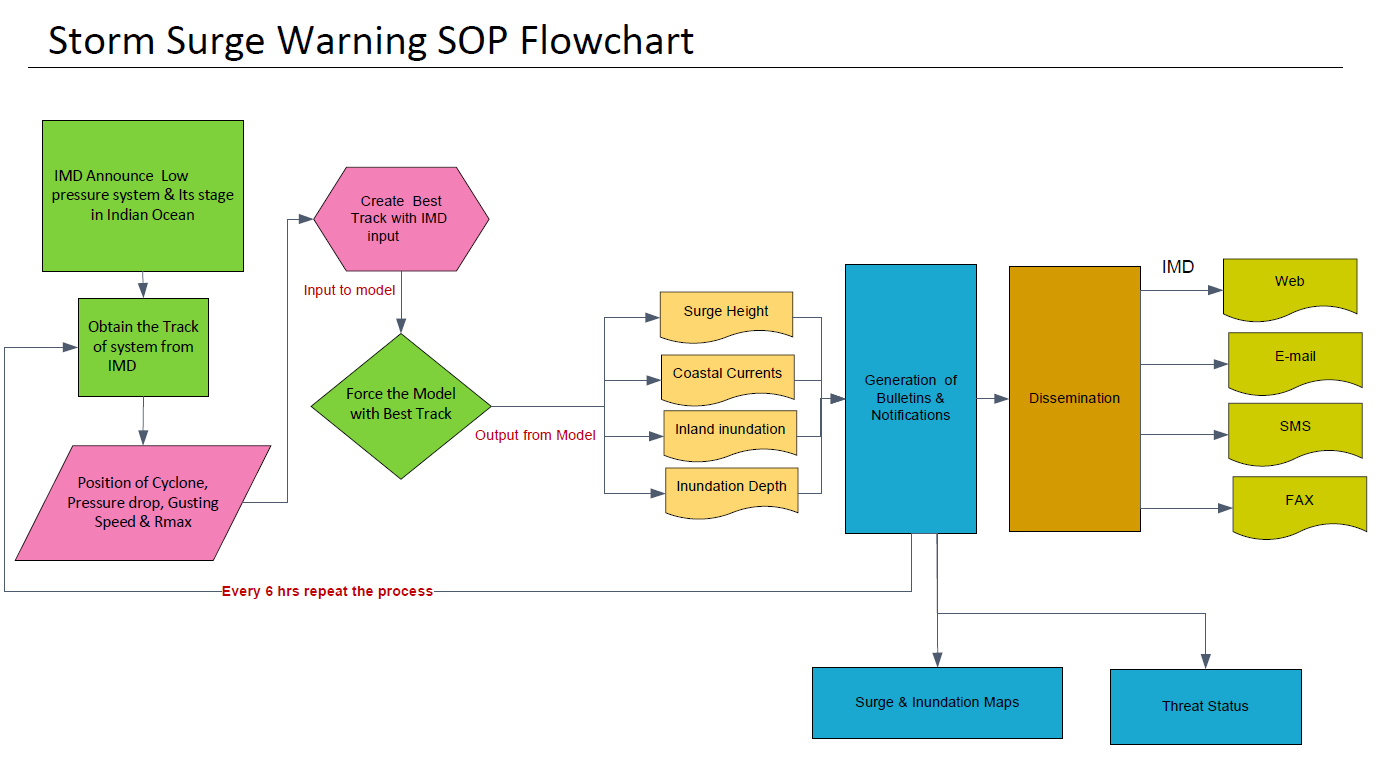 Storm Surge Warning SOP Flowchart
IMD Announce Low
pressure system & Its stage
in Indian Ocean
Obtain the Track
of system from
IMD
Position of Cyclone,
Pressure drop, Gusting
Speed & Rmax
Create Best
Track with IMD
input
Input to model
Force the Model
with Best Track
Output from Model
Surge Height
Coastal Currents
Inland inundation
Inundation Depth
Generation of
Bulletins &
Notifications
Dissemination
IMD
Web
E-mail
SMS
FAX
Every 6 hrs repeat the process
Surge & Inundation Maps
Threat Status